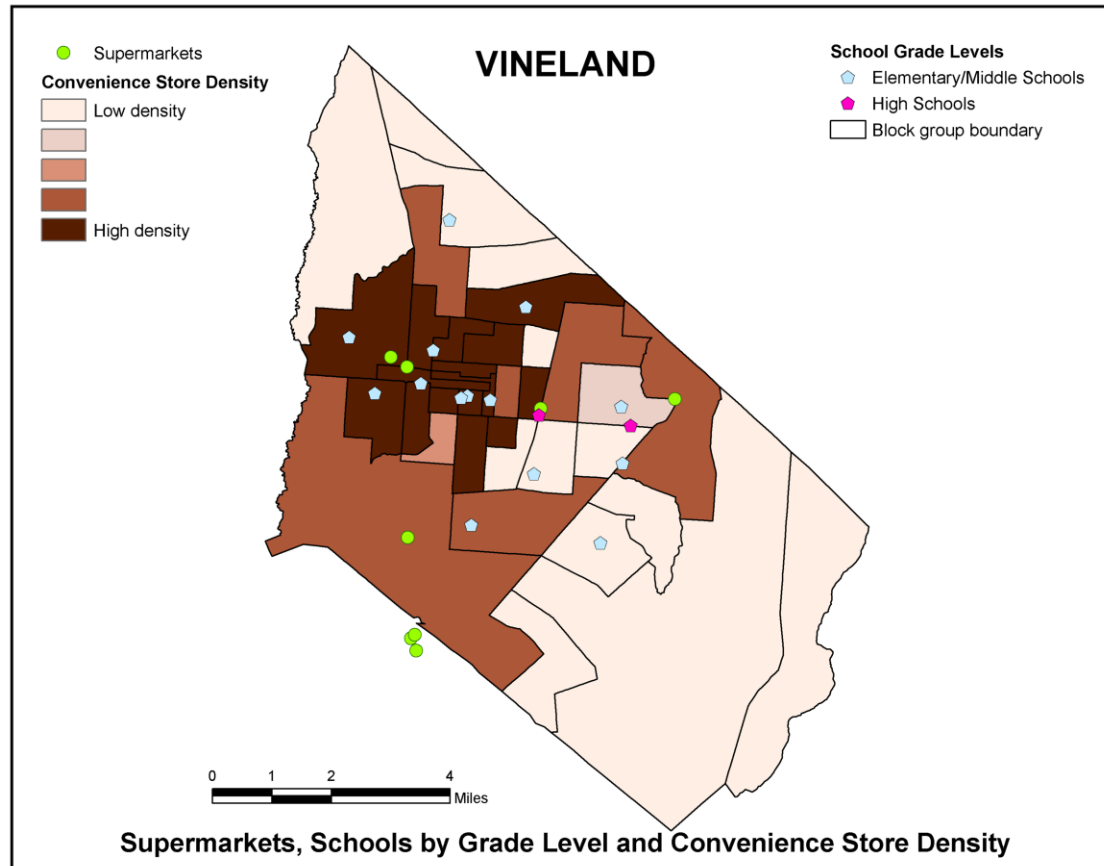 VINELAND
Supermarkets
Convenience Store Density
Low density
High density
School Grade Levels
Elementary/Middle Schools
High Schools
Block group boundary
0 1 2 4
Miles
Supermarkets, Schools by Grade Level and Convenience Store Density